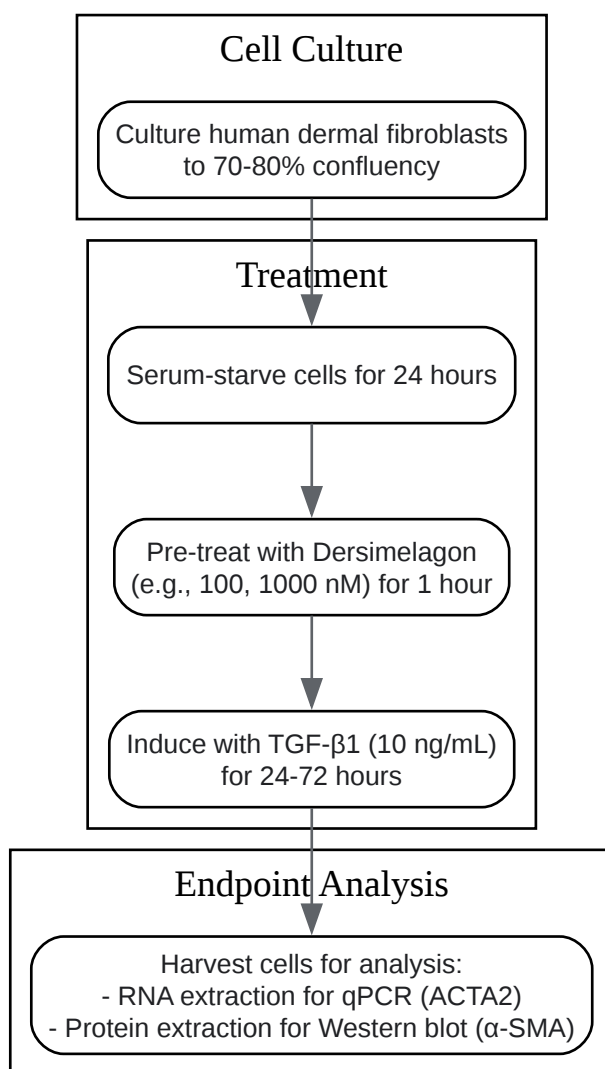 Cell Culture
Culture human dermal fibroblasts
to 70-80% confluency
Treatment
Serum-starve cells for 24 hours
Pre-treat with Dersimelagon
(e.g., 100, 1000 nM) for 1 hour
Induce with TGF-β1 (10 ng/mL)
for 24-72 hours
Endpoint Analysis
Harvest cells for analysis:
- RNA extraction for qPCR (ACTA2)
- Protein extraction for Western blot (α-SMA)